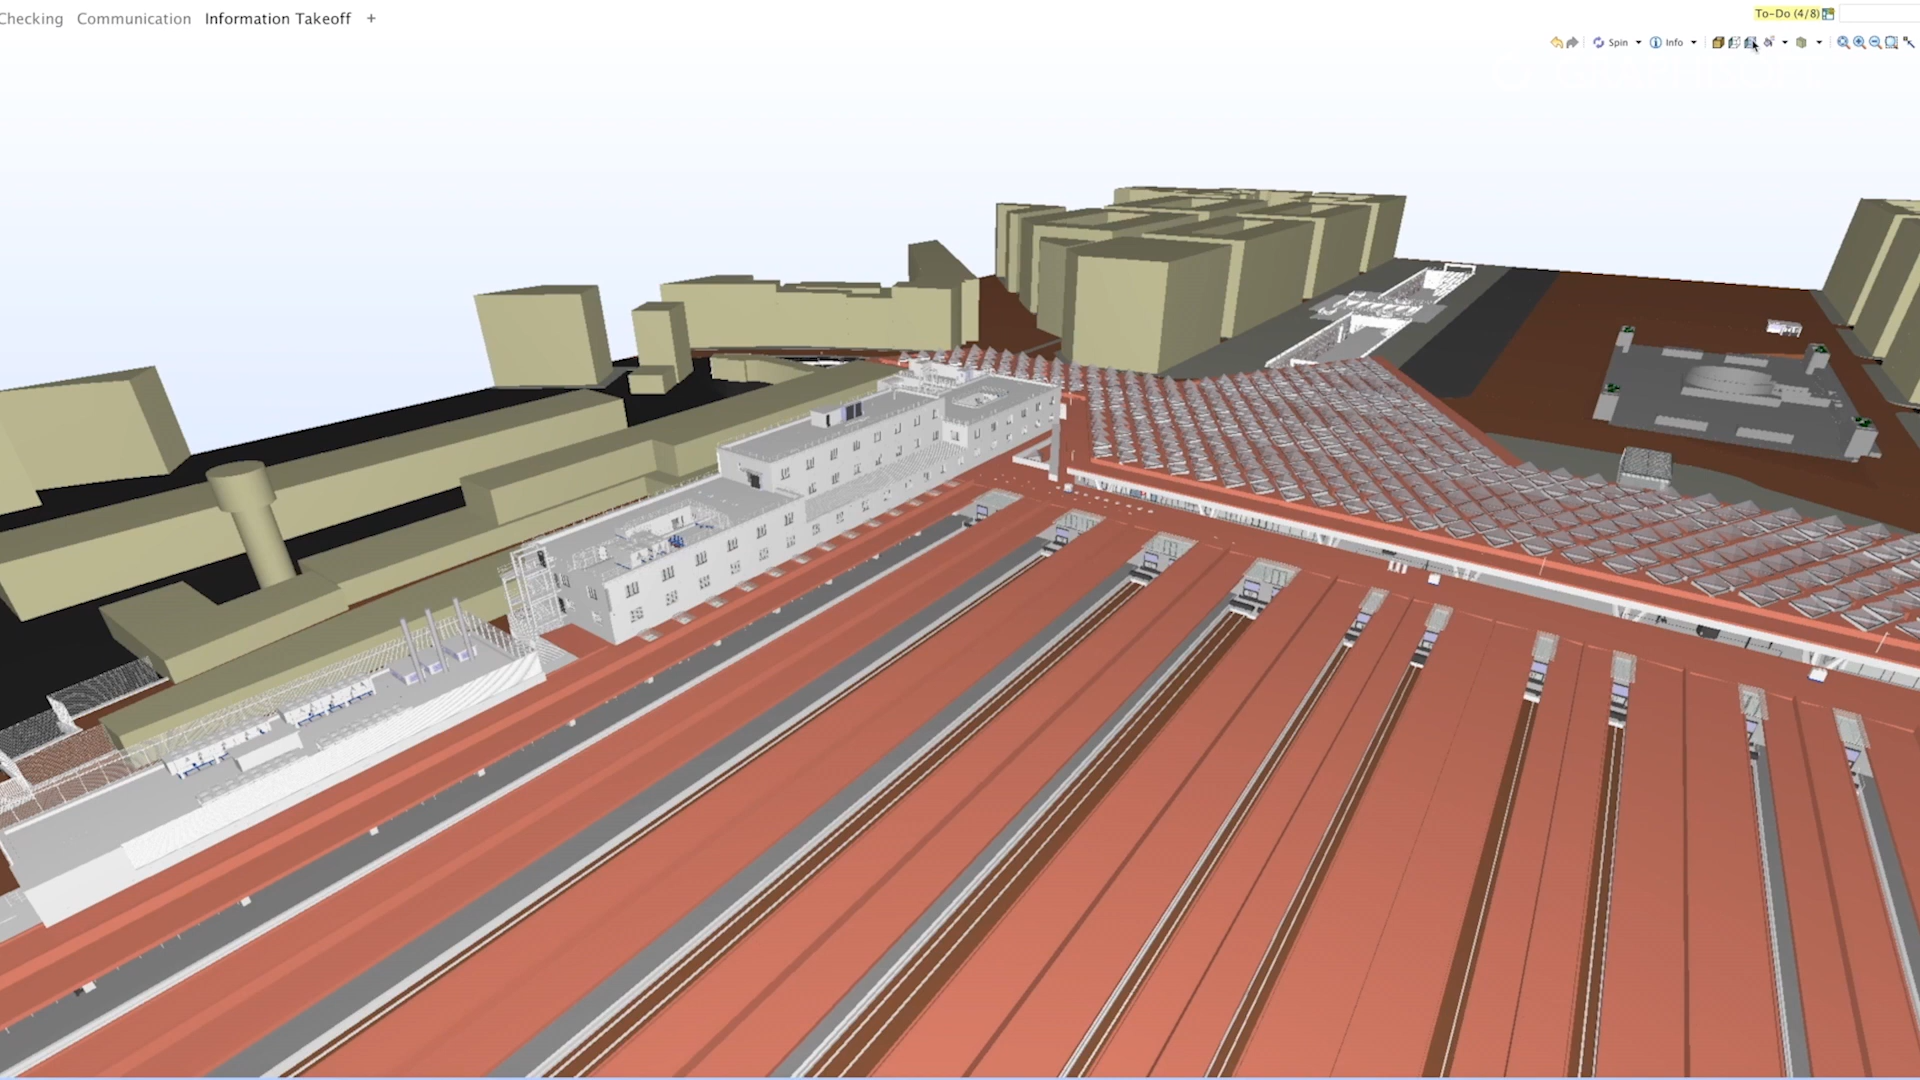 Checking Communication Information Takeoff +
To-Do (4/8)
Spin Info